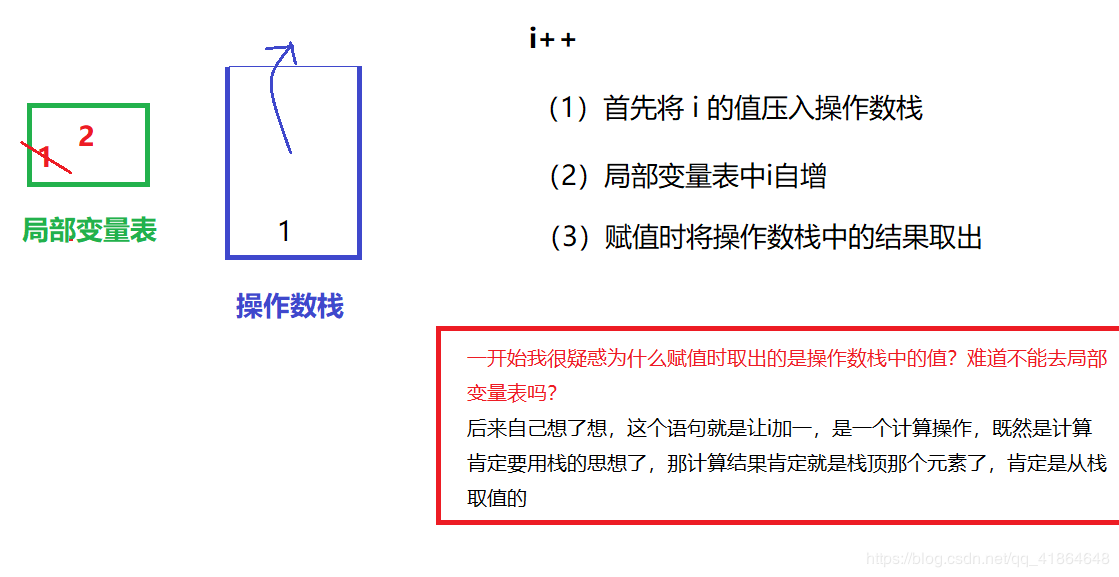 i++
（1）首先将 i 的值压入操作数栈
2
1
（2）局部变量表中i自增
局部变量表
1
（3）赋值时将操作数栈中的结果取出
操作数栈
一开始我很疑惑为什么赋值时取出的是操作数栈中的值？难道不能去局部
变量表吗？
后来自己想了想，这个语句就是让i加一，是一个计算操作，既然是计算
肯定要用栈的思想了，那计算结果肯定就是栈顶那个元素了，肯定是从栈
取值的
https://blog.csdn.net/qq_41864648